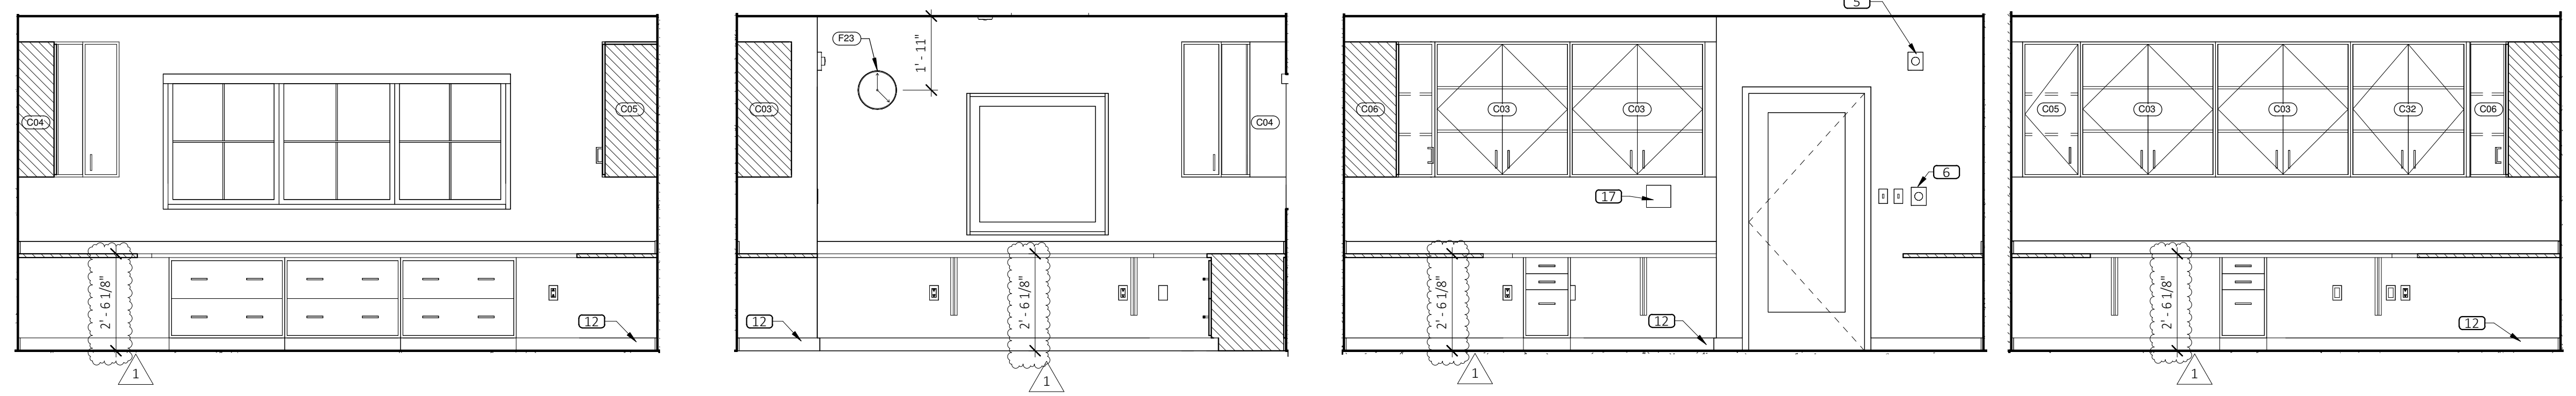 C04
C05
2' - 6 1/8"
12
1
F23
1' - 11"
C03
C04
2' - 6 1/8"
12
1
5
C06
C03
C03
17
6
2' - 6 1/8"
12
1
C05
C03
C03
C32
C06
2' - 6 1/8"
12
1